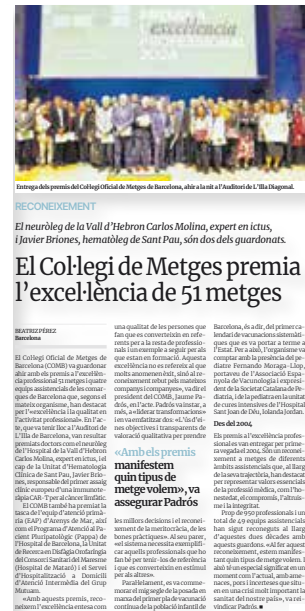 excel·lència
Entrega dels premis del Col·legi Oficial de Metges de Barcelona, ahir a la nit a l'Auditori de L'Illa Diagonal.
RECONEIXEMENT
El neuròleg de la Vall d'Hebron Carlos Molina, expert en ictus,
i Javier Briones, hematòleg de Sant Pau, són dos dels guardonats.
El Col·legi de Metges premia
l'excel·lència de 51 metges
BEATRIZ PÉREZ
Barcelona
El Col·legi Oficial de Metges de
Barcelona (COMB) va guardonar
ahir amb els premis a l'excel·lèn-
cia professional 51 metges i quatre
equips assistencials de les comar-
ques de Barcelona que, segons el
mateix organisme, han destacat
per l'«excel·lència i la qualitat en
l'activitat professional». En l'ac-
te, que va tenir lloc a l'Auditori de
L'Illa de Barcelona, van resultar
premiats doctors com el neuròleg
de l'Hospital de la Vall d'Hebron
Carlos Molina, expert en ictus, i el
cap de la Unitat d'Hematologia
Clínica de Sant Pau, Javier Brio-
nes, responsable del primer assaig
clínic europeu d'una immunote-
ràpia CAR-T per al càncer limfàtic.
El COMB també ha premiat la
tasca de l'equip d'atenció primà-
ria (EAP) d'Arenys de Mar, així
com el Programa d'Atenció al Pa-
cient Pluripatològic (Pappa) de
l'Hospital de Barcelona, la Unitat
de Recerca en Disfàgia Orofaríngia
del Consorci Sanitari del Maresme
(Hospital de Mataró) i el Servei
d'Hospitalització a Domicili
d'Atenció Intermèdia del Grup
Mutuam.
«Amb aquests premis, reco-
neixem l'excel·lència entesa com
una qualitat de les persones que
fan que es converteixin en refe-
rents per a la resta de professio-
nals i un exemple a seguir per als
que estan en formació. Aquesta
excel·lència no es refereix al que
molts anomenen èxit, sinó al re-
coneixement rebut pels mateixos
companys i companyes», va dir el
president del COMB, Jaume Pa-
drós, en l'acte. Padrós va instar, a
més, a «liderar transformacions»
i en va emfatitzar dos: «L'ús d'ei-
nes objectives i transparents de
valoració qualitativa per prendre
«Amb els premis
manifestem
quin tipus de
metge volem», va
assegurar Padrós
les millors decisions i el reconei-
xement de la meritocràcia, de les
bones pràctiques». Al seu parer,
«el sistema necessita exemplifi-
car aquells professionals que ho
fan bé per tenir-los de referència
i que es converteixin en estímul
per als altres».
Paral·lelament, es va comme-
morar el mig segle de la posada en
marxa del primer pla de vacunació
contínua de la població infantil de
Barcelona, és a dir, del primer ca-
lendari de vacunacions sistemàti-
ques que es va portar a terme a
l'Estat. Per a això, l'organisme va
comptar amb la presència del pe-
diatre Fernando Moraga-Llop,
portaveu de l'Associació Espa-
nyola de Vacunologia i expresi-
dent de la Societat Catalana de Pe-
diatria, i de la pediatra en la unitat
de cures intensives de l'Hospital
Sant Joan de Déu, Iolanda Jordan.
Des del 2004
Els premis a l'excel·lència profes-
sional es van entregar per prime-
ra vegada el 2004. Són un reconei-
xement a metges de diferents
àmbits assistencials que, al llarg
de la seva trajectòria, han destacat
per representar valors essencials
de la professió mèdica, com l'ho-
nestedat, el compromís, l'altruis-
me i la integritat.
Prop de 950 professionals i un
total de 49 equips assistencials
han sigut reconeguts al llarg
d'aquestes dues dècades amb
aquests guardons. «Al fer aquest
reconeixement, estem manifes-
tant quin tipus de metge volem. I
això té un especial significat en un
moment com l'actual, amb ame-
naces, pors i incerteses que situ-
en en una crisi molt important la
sanitat del nostre país», va rei-
vindicar Padrós. ■